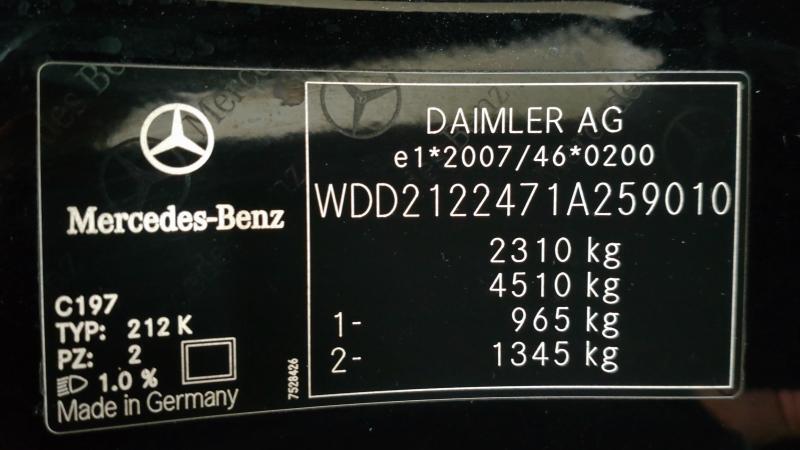 Mercedes-Benz
C197
TYP: 212 K
PZ: 2
1.0 %
Made in Germany
7528426
DAIMLER AG
e1*2007/46*0200
WDD2122471A259010
2310 kg
4510 kg
1- 965 kg
2- 1345 kg